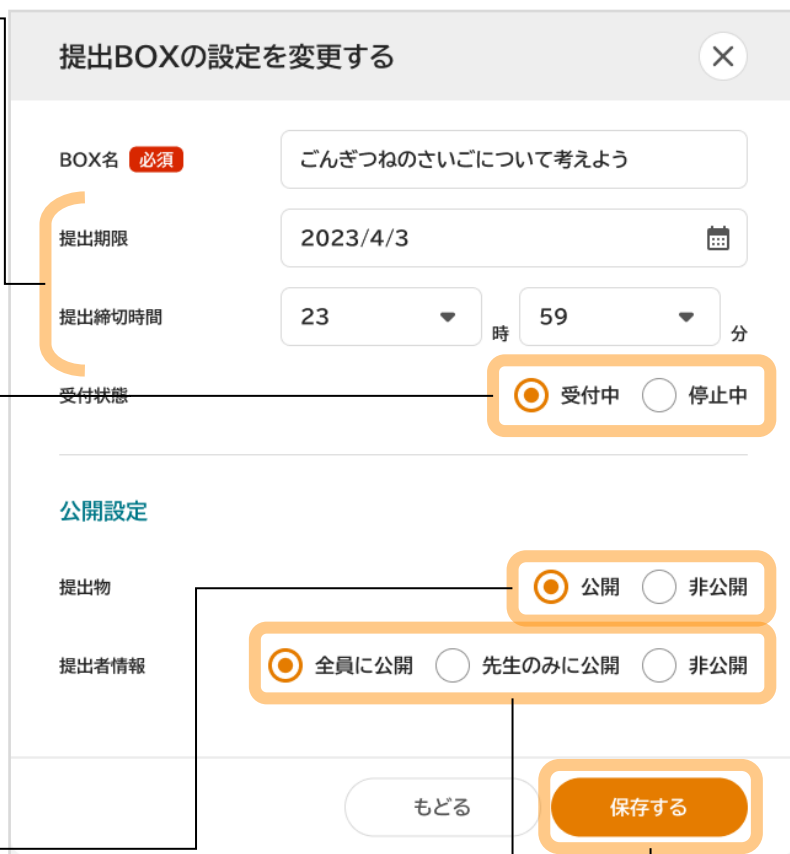 提出BOXの設定を変更する
BOX名 必須 ごんぎつねのさいごについて考えよう
提出期限 2023/4/3
提出締切時間 23 時 59 分
受付状態 受付中 停止中
公開設定
提出物 公開 非公開
提出者情報 全員に公開 先生のみに公開 非公開
もどる 保存する